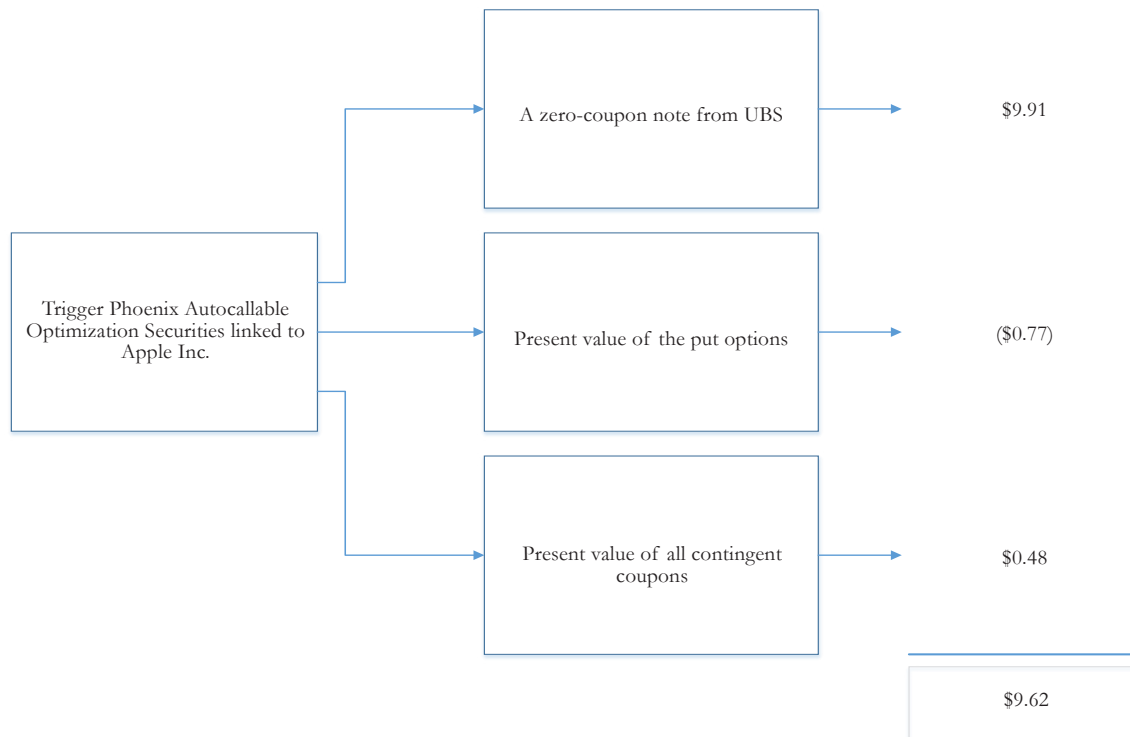 A zero-coupon note from UBS
$9.91
Trigger Phoenix Autocallable
Optimization Securities linked to
Apple Inc.
Present value of the put options
($0.77)
Present value of all contingent
coupons
$0.48
$9.62